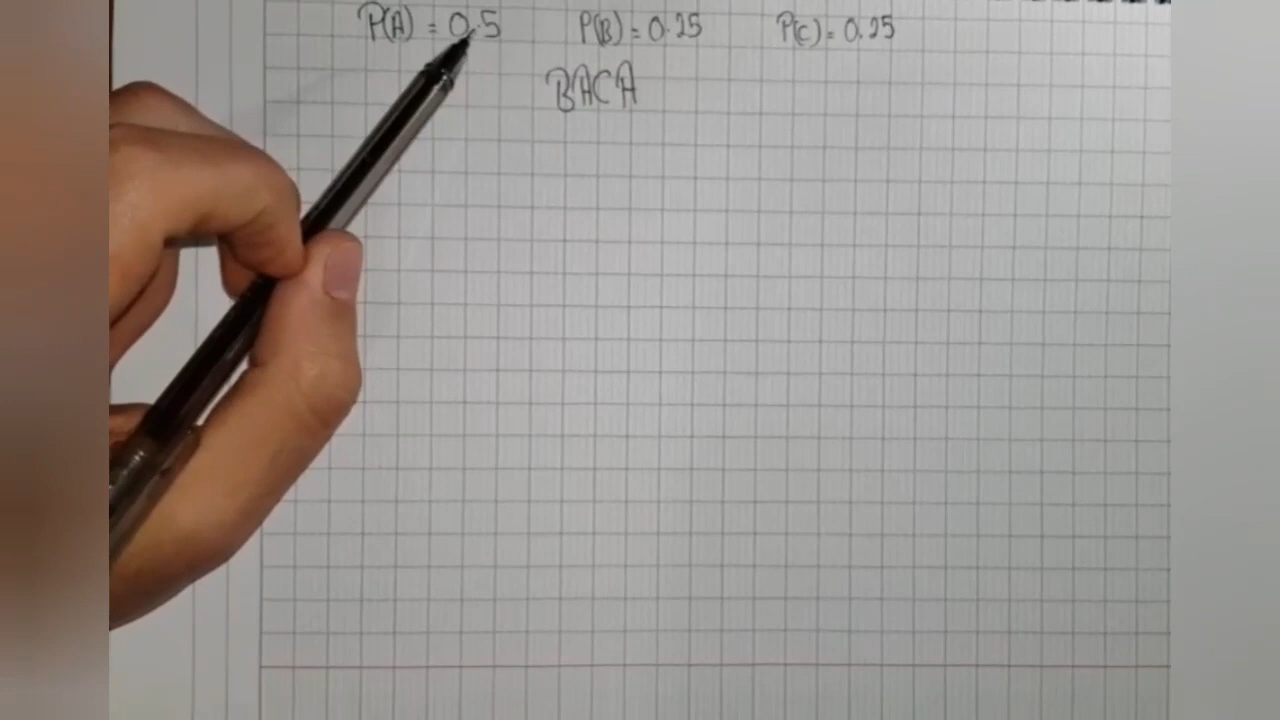 P(A) = 0.5 P(B) = 0.25 P(C) = 0.25
BACA